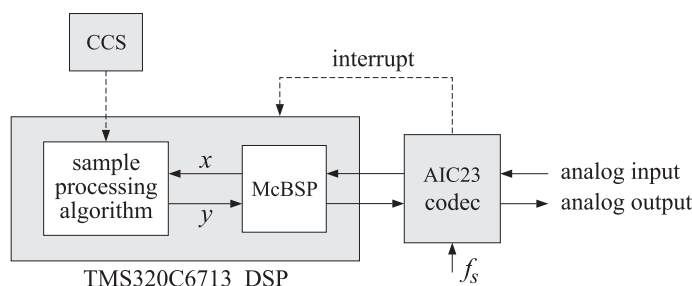 CCS
interrupt
sample
processing
algorithm
x
y
McBSP
AIC23
codec
analog input
analog output
fs
TMS320C6713 DSP